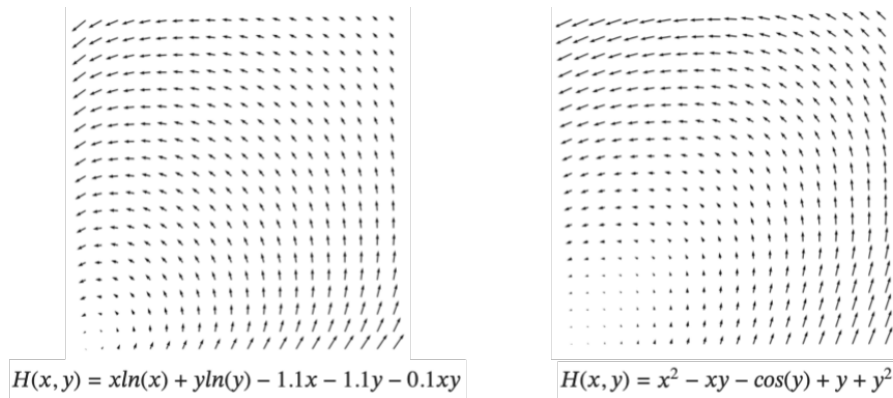 H(x, y) = xln(x) + yln(y) − 1.1x − 1.1y − 0.1xy
H(x, y) = x² − xy − cos(y) + y + y²